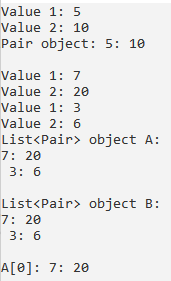 Value 1: 5
Value 2: 10
Pair object: 5: 10
Value 1: 7
Value 2: 20
Value 1: 3
Value 2: 6
List<Pair> object A:
7: 20
3: 6
List<Pair> object B:
7: 20
3: 6
A[0]: 7: 20